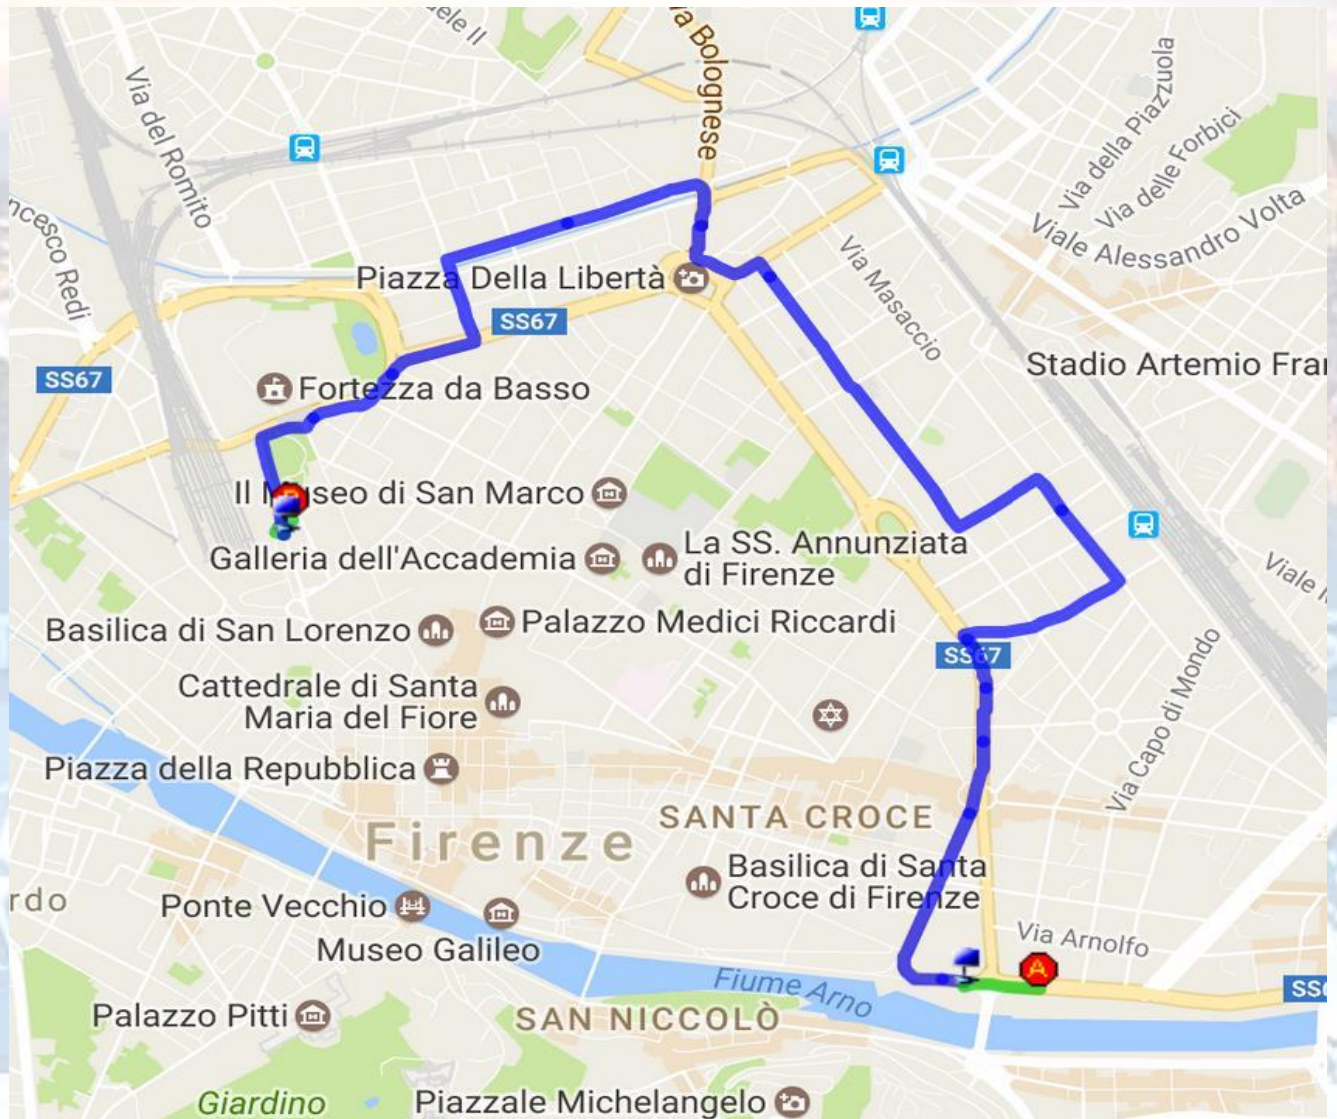 Via Bolognese
Via del Romito
Via della Piazzuola
Via delle Forbici
Viale Alessandro Volta
Via Masaccio
Piazza Della Libertà
SS67
Stadio Artemio Fra
SS67
Fortezza da Basso
Il Museo di San Marco
Galleria dell'Accademia
La SS. Annunziata
di Firenze
Basilica di San Lorenzo
Palazzo Medici Riccardi
SS67
Cattedrale di Santa
Maria del Fiore
Via Capo di Mondo
Piazza della Repubblica
SANTA CROCE
Firenze
Basilica di Santa
Croce di Firenze
rdo
Ponte Vecchio
Museo Galileo
Via Arnolfo
A
Fiume Arno
Palazzo Pitti
SAN NICCOLÒ
Giardino
Piazzale Michelangelo